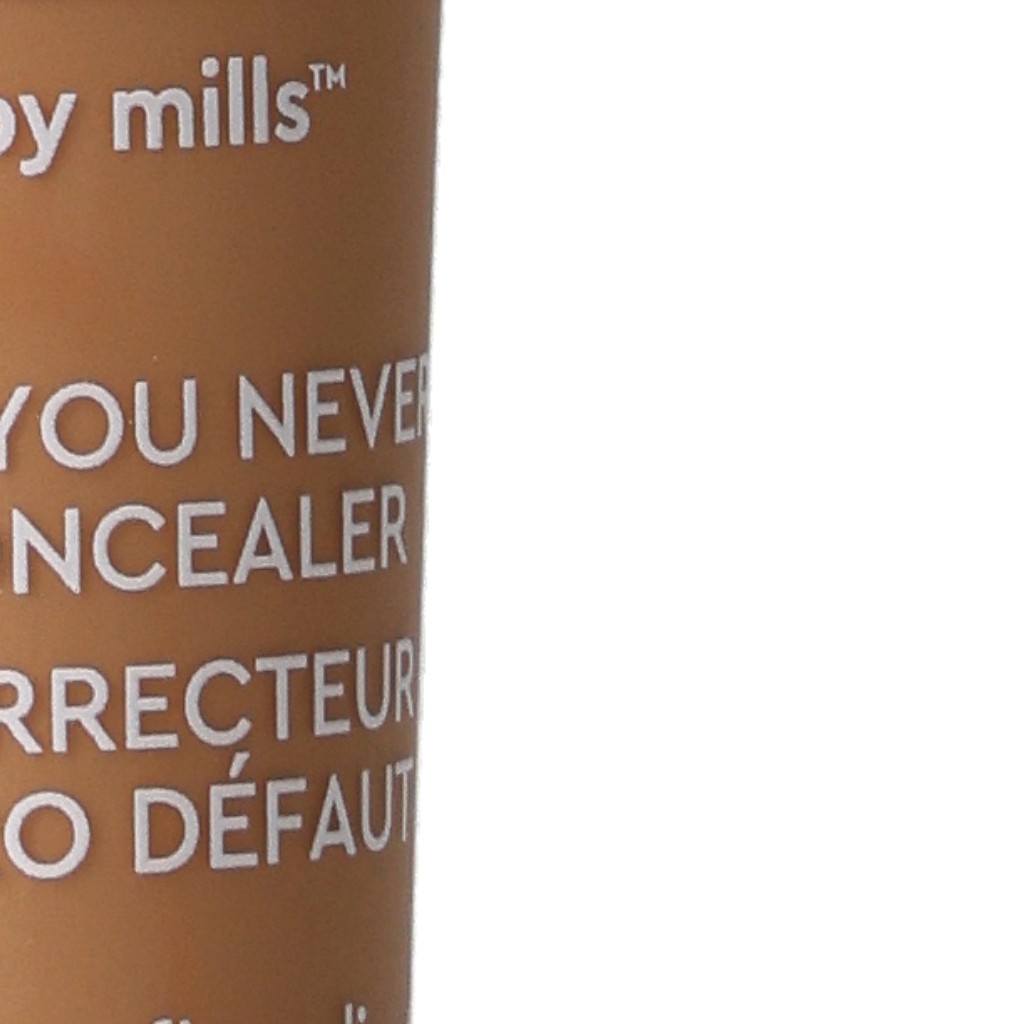 by mills™
YOU NEVER
NCEALER
RRECTEUR
O DÉFAUT